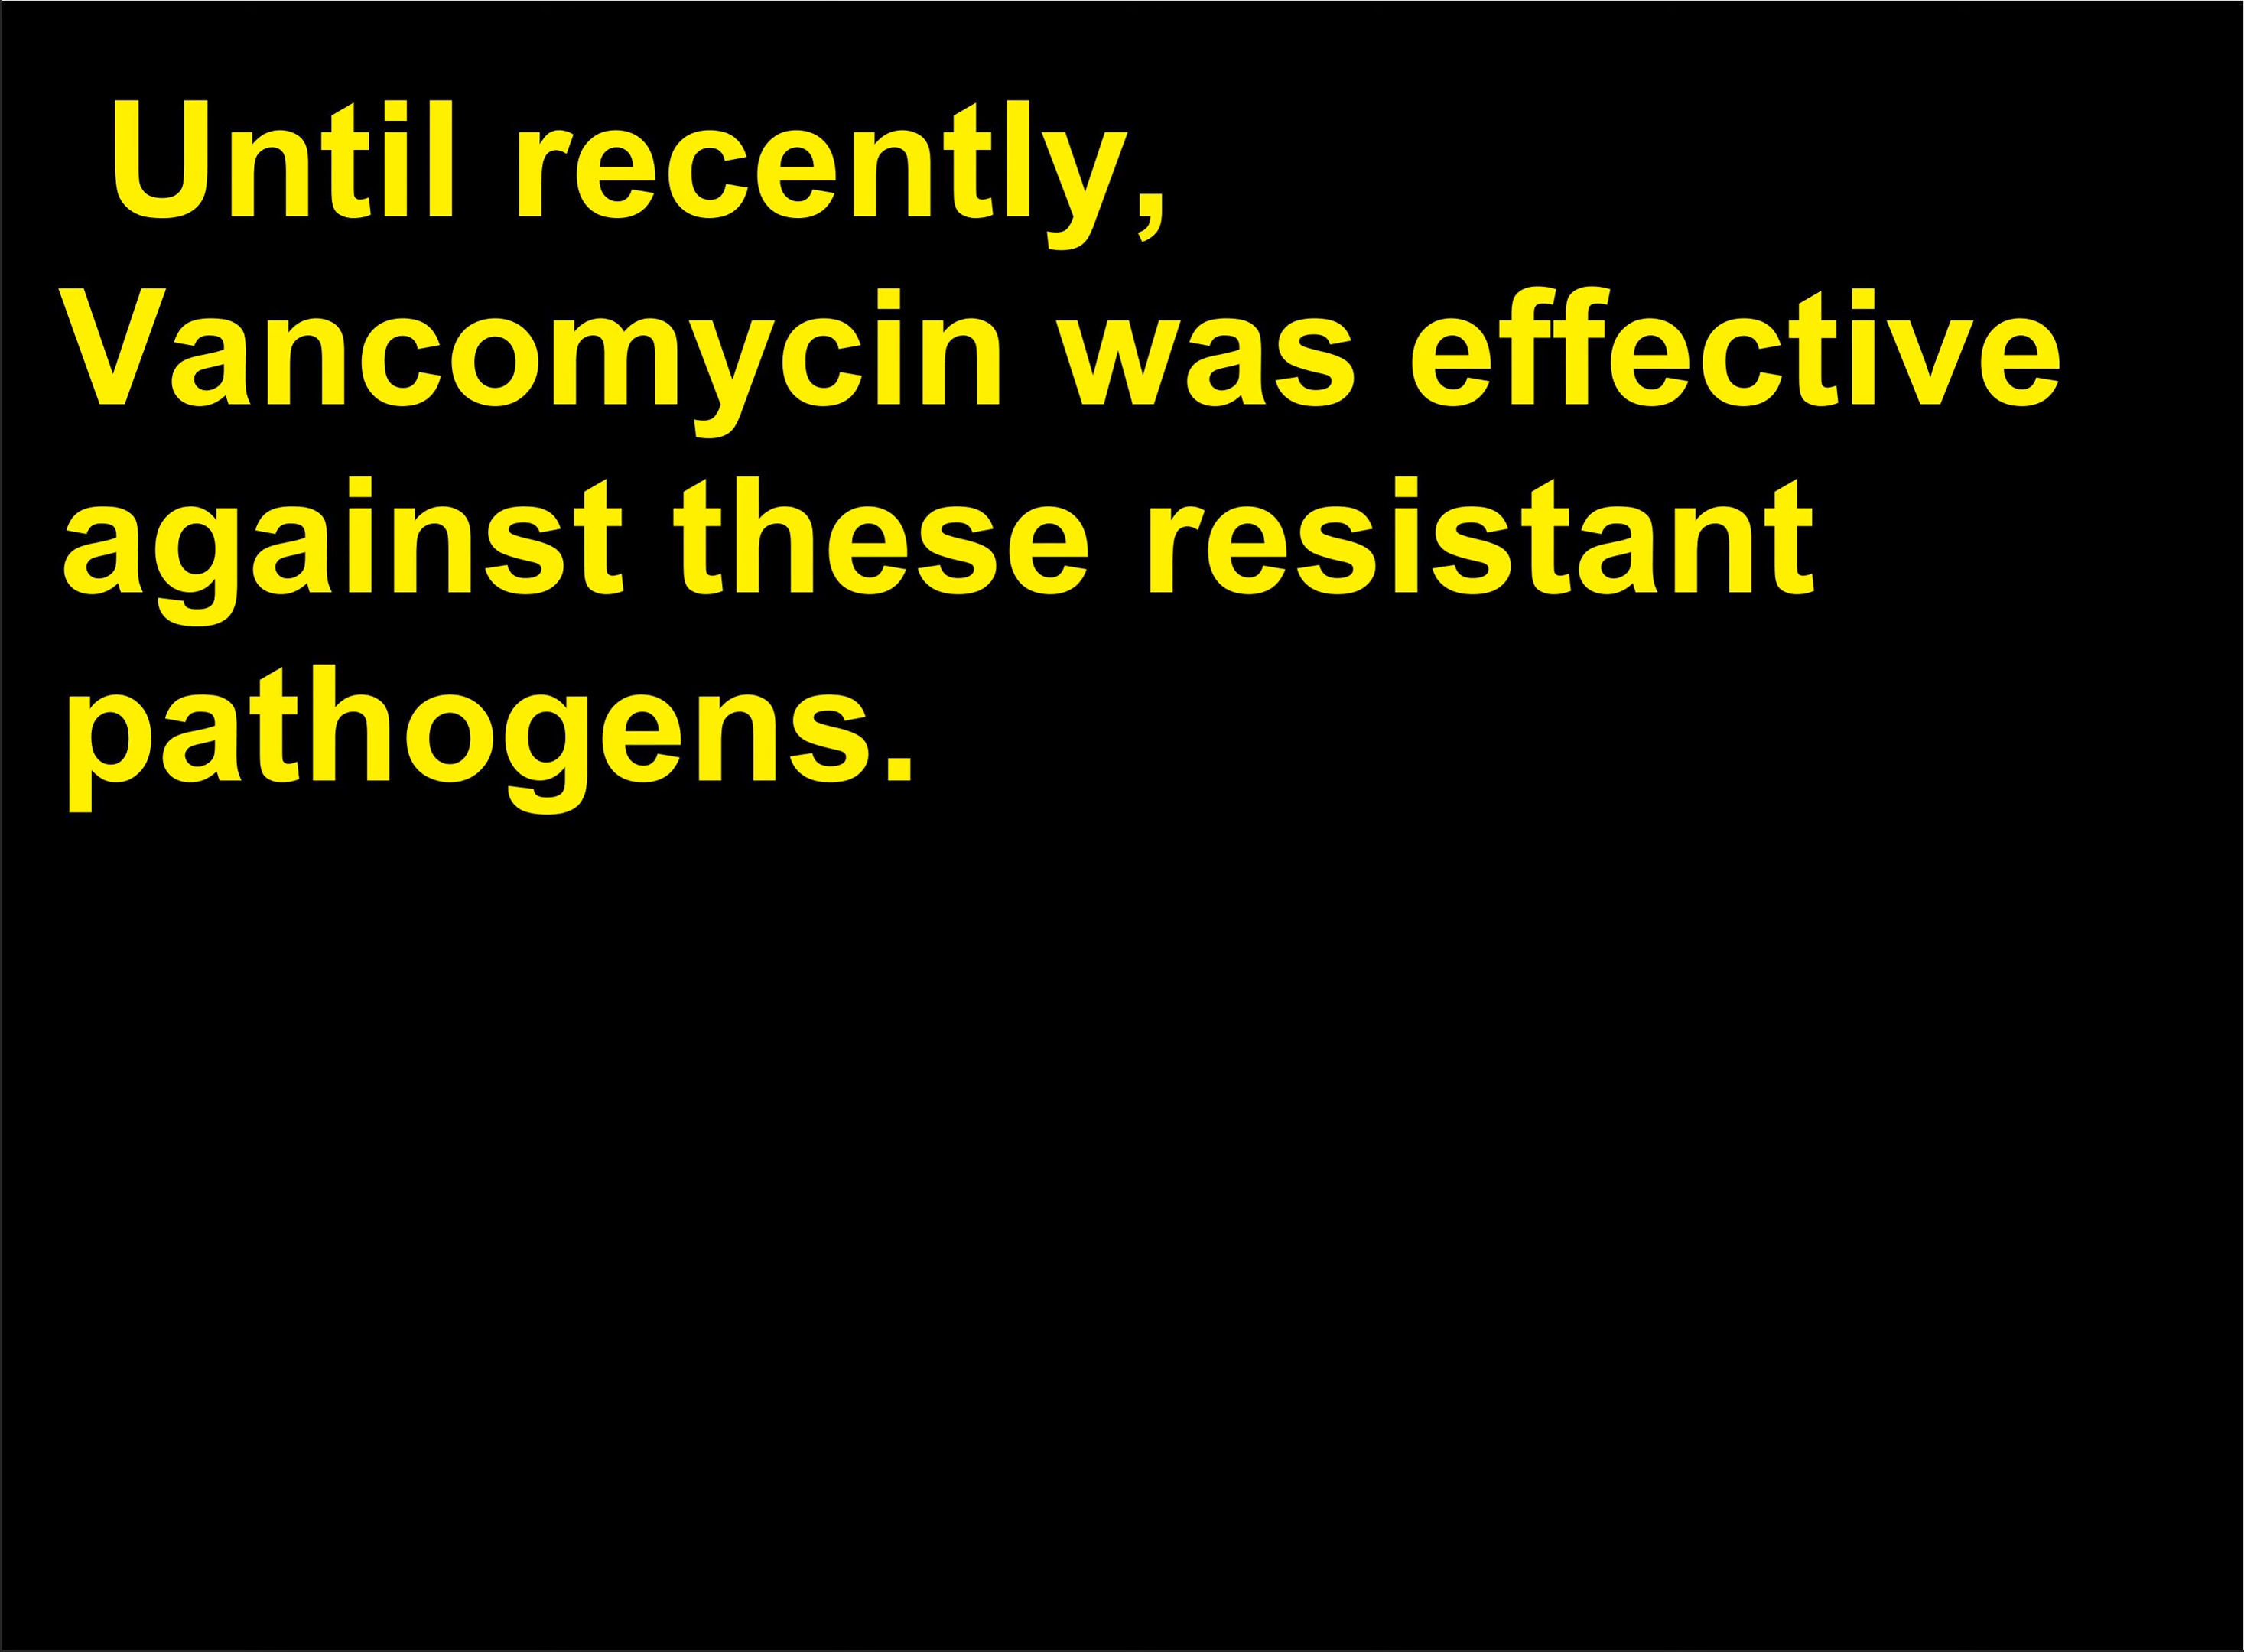 Until recently,
Vancomycin was effective
against these resistant
pathogens.